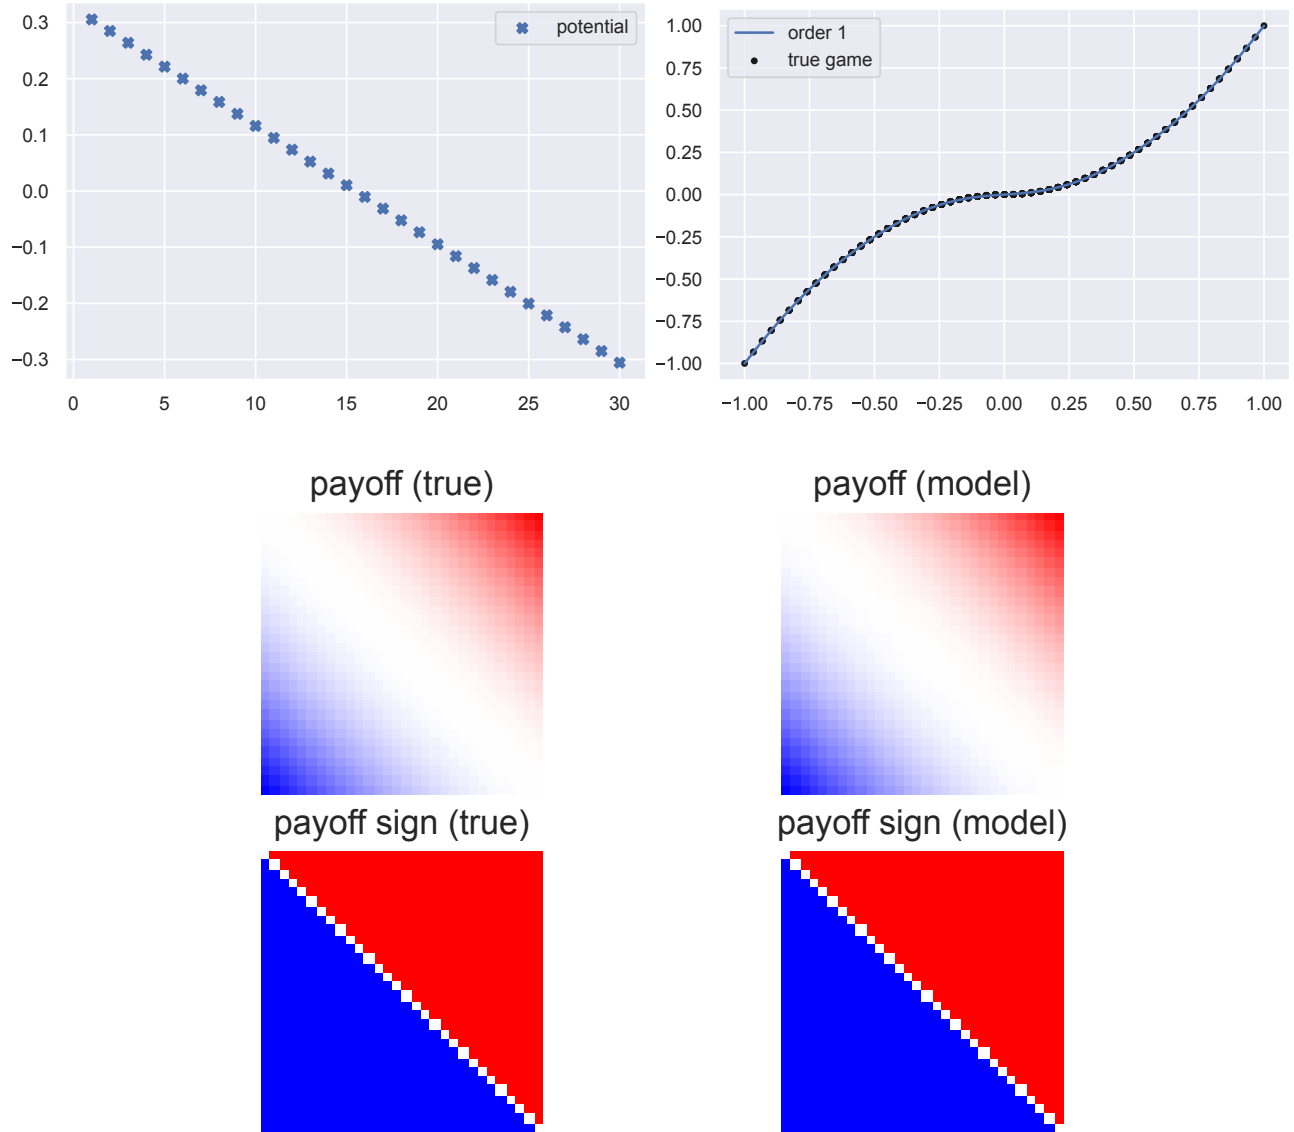 0.3
0.2
0.1
0.0
−0.1
−0.2
−0.3
0 5 10 15 20 25 30
potential
1.00
0.75
0.50
0.25
0.00
−0.25
−0.50
−0.75
−1.00
−1.00 −0.75 −0.50 −0.25 0.00 0.25 0.50 0.75 1.00
order 1
true game
payoff (true) payoff (model)
payoff sign (true) payoff sign (model)